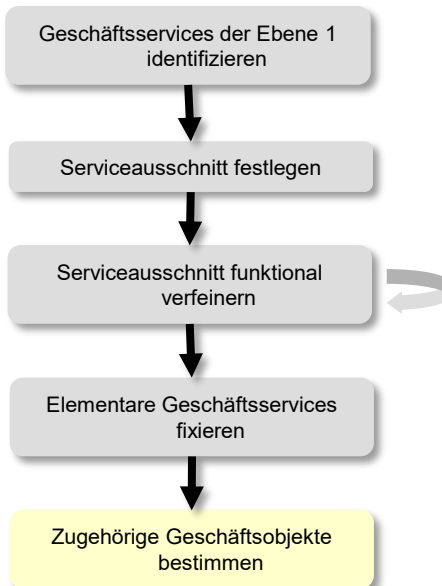 Geschäftsservices der Ebene 1
identifizieren
Serviceausschnitt festlegen
Serviceausschnitt funktional
verfeinern
Elementare Geschäftsservices
fixieren
Zugehörige Geschäftsobjekte
bestimmen